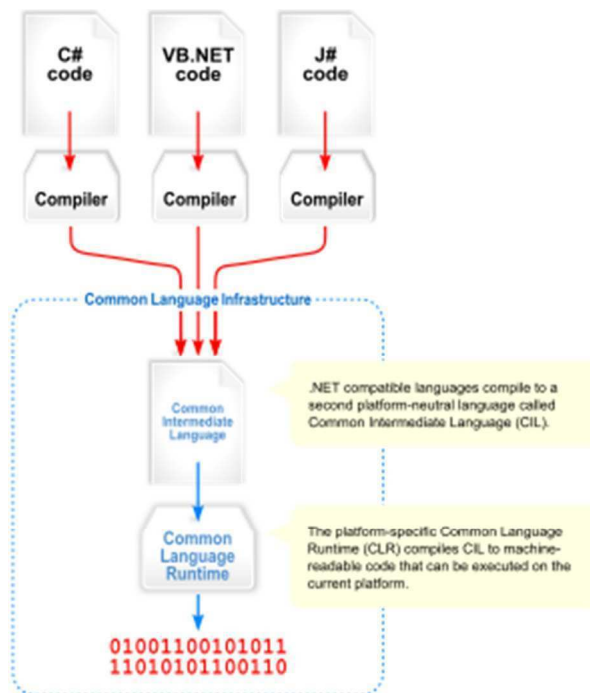 C# code
VB.NET code
J# code
Compiler
Compiler
Compiler
Common Language Infrastructure
Common
Intermediate
Language
.NET compatible languages compile to a
second platform-neutral language called
Common Intermediate Language (CIL).
Common
Language
Runtime
The platform-specific Common Language
Runtime (CLR) compiles CIL to machine-
readable code that can be executed on the
current platform.
01001100101011
11010101100110